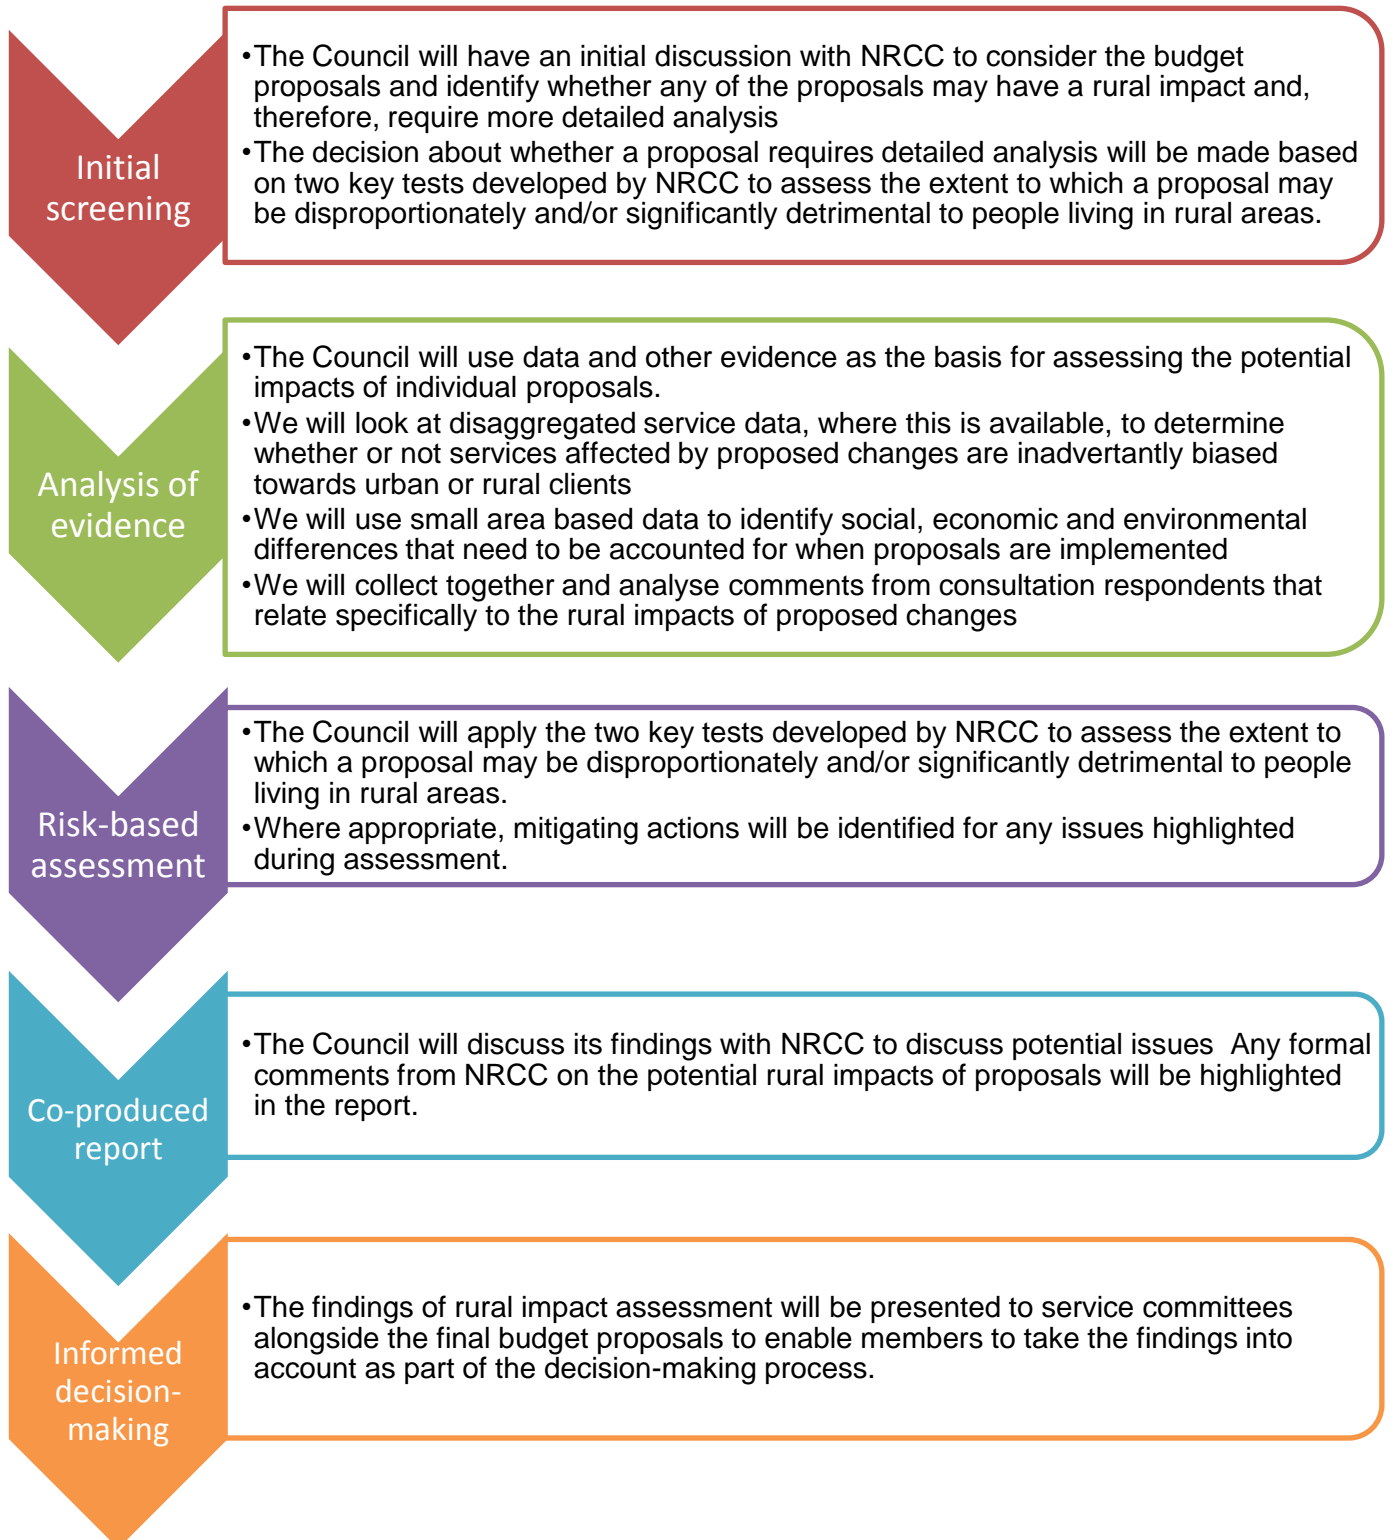 Initial
screening
•The Council will have an initial discussion with NRCC to consider the budget
proposals and identify whether any of the proposals may have a rural impact and,
therefore, require more detailed analysis
•The decision about whether a proposal requires detailed analysis will be made based
on two key tests developed by NRCC to assess the extent to which a proposal may
be disproportionately and/or significantly detrimental to people living in rural areas.
Analysis of
evidence
•The Council will use data and other evidence as the basis for assessing the potential
impacts of individual proposals.
•We will look at disaggregated service data, where this is available, to determine
whether or not services affected by proposed changes are inadvertantly biased
towards urban or rural clients
•We will use small area based data to identify social, economic and environmental
differences that need to be accounted for when proposals are implemented
•We will collect together and analyse comments from consultation respondents that
relate specifically to the rural impacts of proposed changes
Risk-based
assessment
•The Council will apply the two key tests developed by NRCC to assess the extent to
which a proposal may be disproportionately and/or significantly detrimental to people
living in rural areas.
•Where appropriate, mitigating actions will be identified for any issues highlighted
during assessment.
Co-produced
report
•The Council will discuss its findings with NRCC to discuss potential issues  Any formal
comments from NRCC on the potential rural impacts of proposals will be highlighted
in the report.
Informed
decision-
making
•The findings of rural impact assessment will be presented to service committees
alongside the final budget proposals to enable members to take the findings into
account as part of the decision-making process.